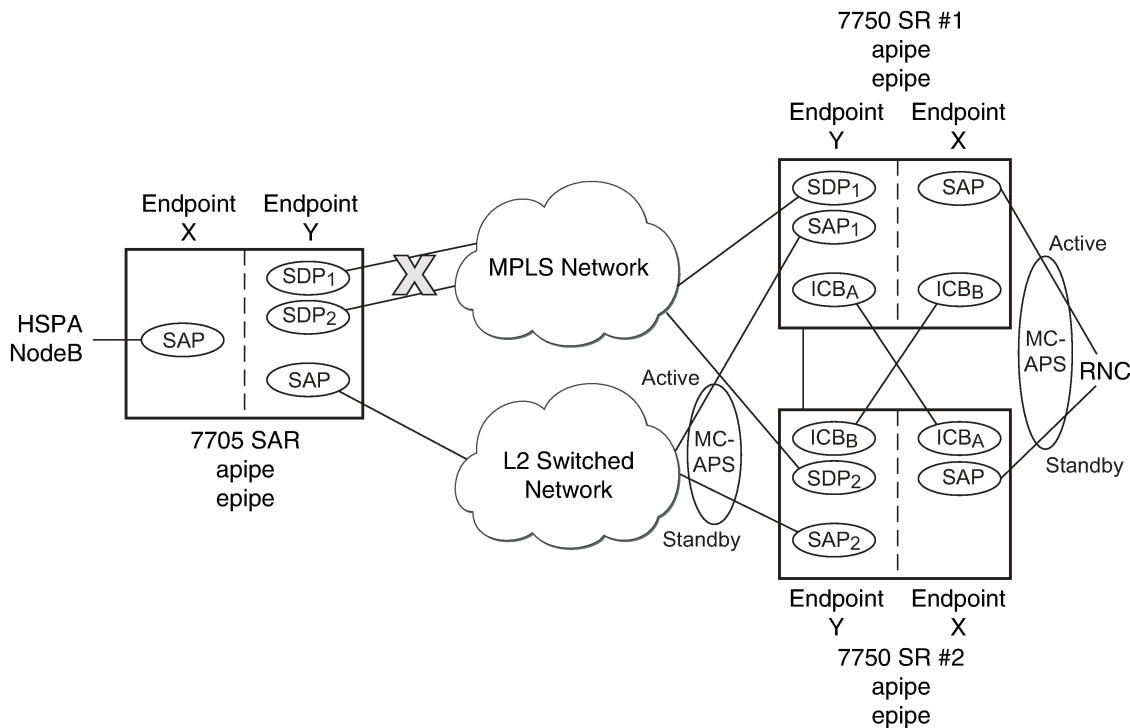 7750 SR #1
apipe
epipe
Endpoint Y
Endpoint X
Endpoint X
Endpoint Y
SDP1
SAP
SAP1
Active
SDP1
MPLS Network
SDP2
ICBA
ICBB
HSPA
NodeB
SAP
MC-
APS
RNC
SAP
Active
7705 SAR
apipe
epipe
L2 Switched
Network
MC-
APS
ICBB
ICBA
SDP2
SAP
Standby
Standby
SAP2
Endpoint Y
Endpoint X
7750 SR #2
apipe
epipe